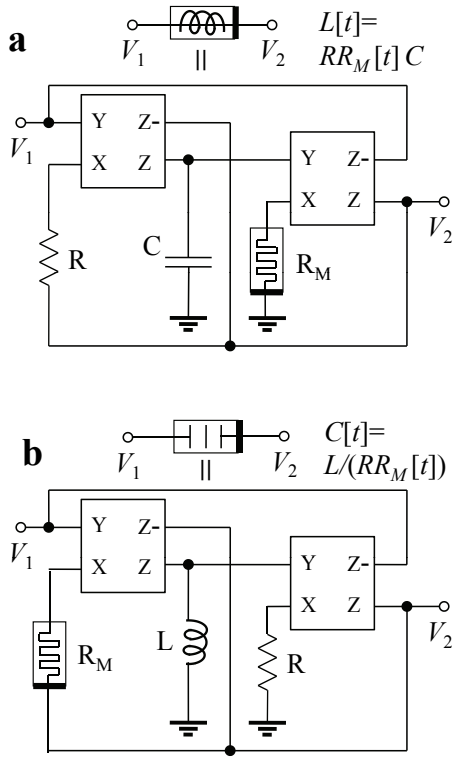 a
V1 || V2
L[t]=
RRM[t] C
V1 Y Z- Y Z-
X Z X Z V2
R C RM
b
V1 || V2
C[t]=
L/(RRM[t])
V1 Y Z- Y Z-
X Z X Z V2
RM L R